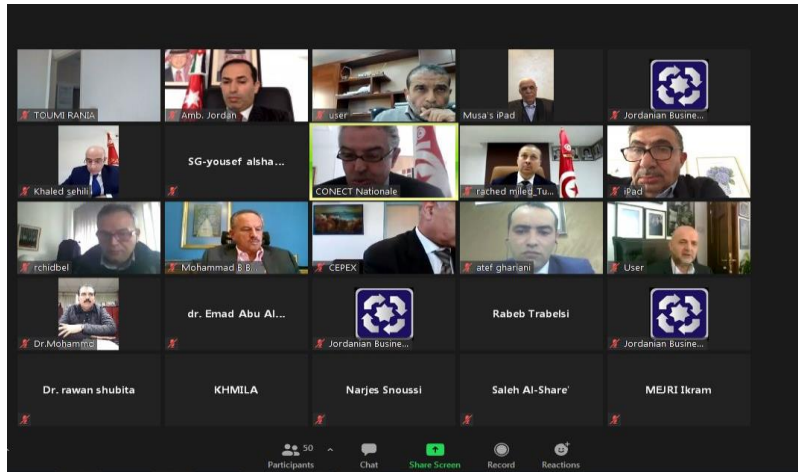 TOUMI RANIA
Amb. Jordan
user
Musa's iPad
Jordanian Busine...
Khaled sehili
SG-yousef alsha...
CONECT Nationale
rached miled_Tu...
iPad
rchidbel
Mohammad B B...
CEPEX
atef ghariani
User
Dr.Mohammd
dr. Emad Abu Al...
Jordanian Busine...
Rabeb Trabelsi
Jordanian Busine...
Dr. rawan shubita
KHMILA
Narjes Snoussi
Saleh Al-Share'
MEJRI Ikram
50
Participants
Chat
Share Screen
Record
Reactions